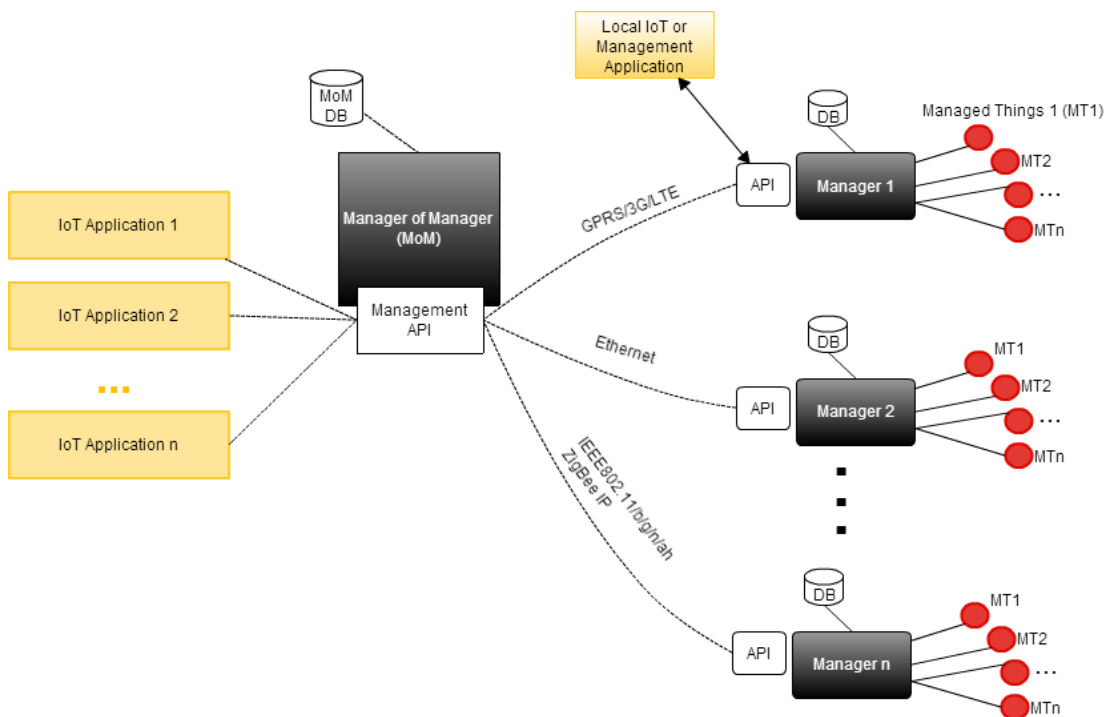 Local IoT or
Management
Application
MoM
DB
Manager of Manager
(MoM)
Management
API
IoT Application 1
IoT Application 2
...
IoT Application n
GPRS/3G/LTE
Ethernet
IEEE802.11/b/g/n/ah
ZigBee IP
DB
API
Manager 1
Managed Things 1 (MT1)
MT2
...
MTn
DB
API
Manager 2
MT1
MT2
...
MTn
DB
API
Manager n
MT1
MT2
...
MTn